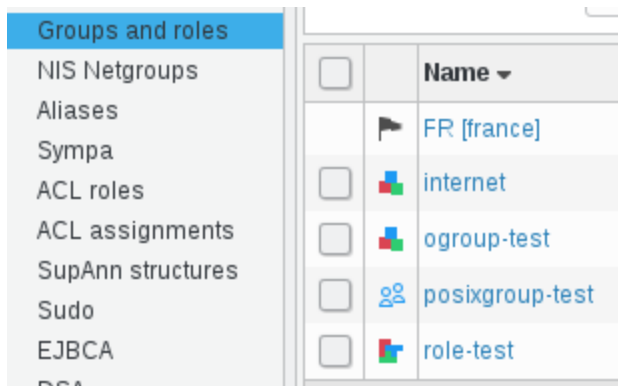 Groups and roles
NIS Netgroups
Aliases
Sympa
ACL roles
ACL assignments
SupAnn structures
Sudo
EJBCA
Name
FR [france]
internet
ogroup-test
posixgroup-test
role-test